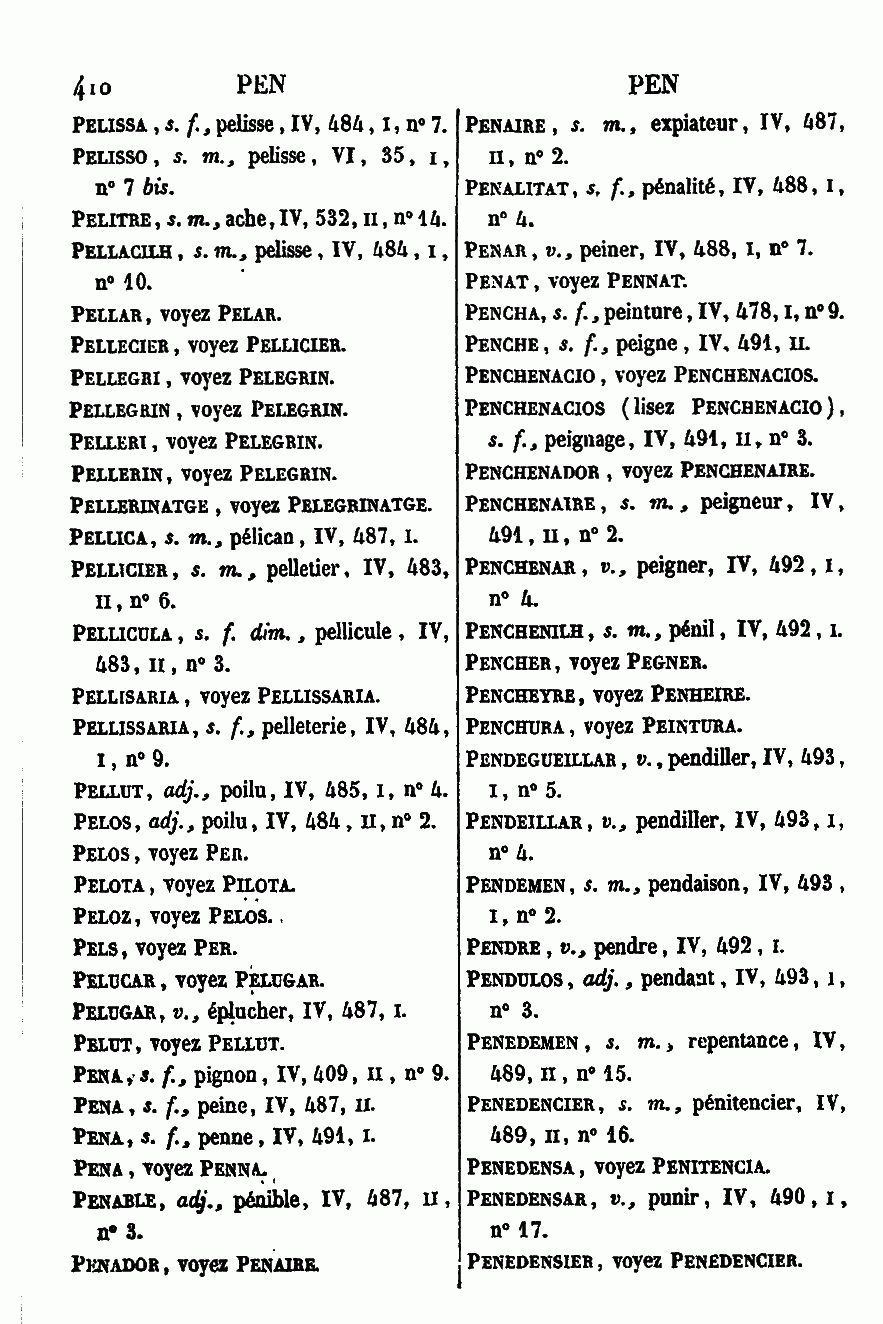 410 PEN PEN
PELISSA, s. f., pelisse, IV, 484, I, n° 7.
PELISSO, s. m., pelisse, VI, 35, I,
n° 7 bis.
PELITRE, s. m., ache, IV, 532, II, n° 14.
PELLACILH, s. m., pelisse, IV, 484, I,
n° 10.
PELLAR, voyez PELAR.
PELLECIER, voyez PELLICIER.
PELLEGRI, voyez PELEGRIN.
PELLEGRIN, voyez PELEGRIN.
PELLERI, voyez PELEGRIN.
PELLERIN, voyez PELEGRIN.
PELLERINATGE, voyez PELEGRINATGE.
PELLICA, s. m., pélican, IV, 487, I.
PELLICIER, s. m., pelletier, IV, 483,
II, n° 6.
PELLICULA, s. f. dim., pellicule, IV,
483, II, n° 3.
PELLISARIA, voyez PELLISSARIA.
PELLISSARIA, s. f., pelleterie, IV, 484,
I, n° 9.
PELLUT, adj., poilu, IV, 485, I, n° 4.
PELOS, adj., poilu, IV, 484, II, n° 2.
PELOS, voyez PER.
PELOTA, voyez PILOTA.
PELOZ, voyez PELOS.
PELS, voyez PER.
PELUCAR, voyez PELUGAR.
PELUGAR, v., éplucher, IV, 487, I.
PELUT, voyez PELLUT.
PENA, s. f., pignon, IV, 409, II, n° 9.
PENA, s. f., peine, IV, 487, II.
PENA, s. f., penne, IV, 491, I.
PENA, voyez PENNA.
PENABLE, adj., pénible, IV, 487, II,
n° 3.
PENADOR, voyez PENAIRE.
PENAIRE, s. m., expiateur, IV, 487,
II, n° 2.
PENALITAT, s. f., pénalité, IV, 488, I,
n° 4.
PENAR, v., peiner, IV, 488, I, n° 7.
PENAT, voyez PENNAT.
PENCHA, s. f., peinture, IV, 478, I, n° 9.
PENCHE, s. f., peigne, IV, 491, II.
PENCHENACIO, voyez PENCHENACIOS.
PENCHENACIOS (lisez PENCHENACIO),
s. f., peignage, IV, 491, II, n° 3.
PENCHENADOR, voyez PENCHENAIRE.
PENCHENAIRE, s. m., peigneur, IV,
491, II, n° 2.
PENCHENAR, v., peigner, IV, 492, I,
n° 4.
PENCHENILH, s. m., pénil, IV, 492, I.
PENCHER, voyez PEGNER.
PENCHEYRE, voyez PENHEIRE.
PENCHURA, voyez PEINTURA.
PENDEGUEILLAR, v., pendiller, IV, 493,
I, n° 5.
PENDEILLAR, v., pendiller, IV, 493, I,
n° 4.
PENDEMEN, s. m., pendaison, IV, 493,
I, n° 2.
PENDRE, v., pendre, IV, 492, I.
PENDULOS, adj., pendant, IV, 493, I,
n° 3.
PENEDEMEN, s. m., repentance, IV,
489, II, n° 15.
PENEDENCIER, s. m., pénitencier, IV,
489, II, n° 16.
PENEDENSA, voyez PENITENCIA.
PENEDENSAR, v., punir, IV, 490, I,
n° 17.
PENEDENSIER, voyez PENEDENCIER.